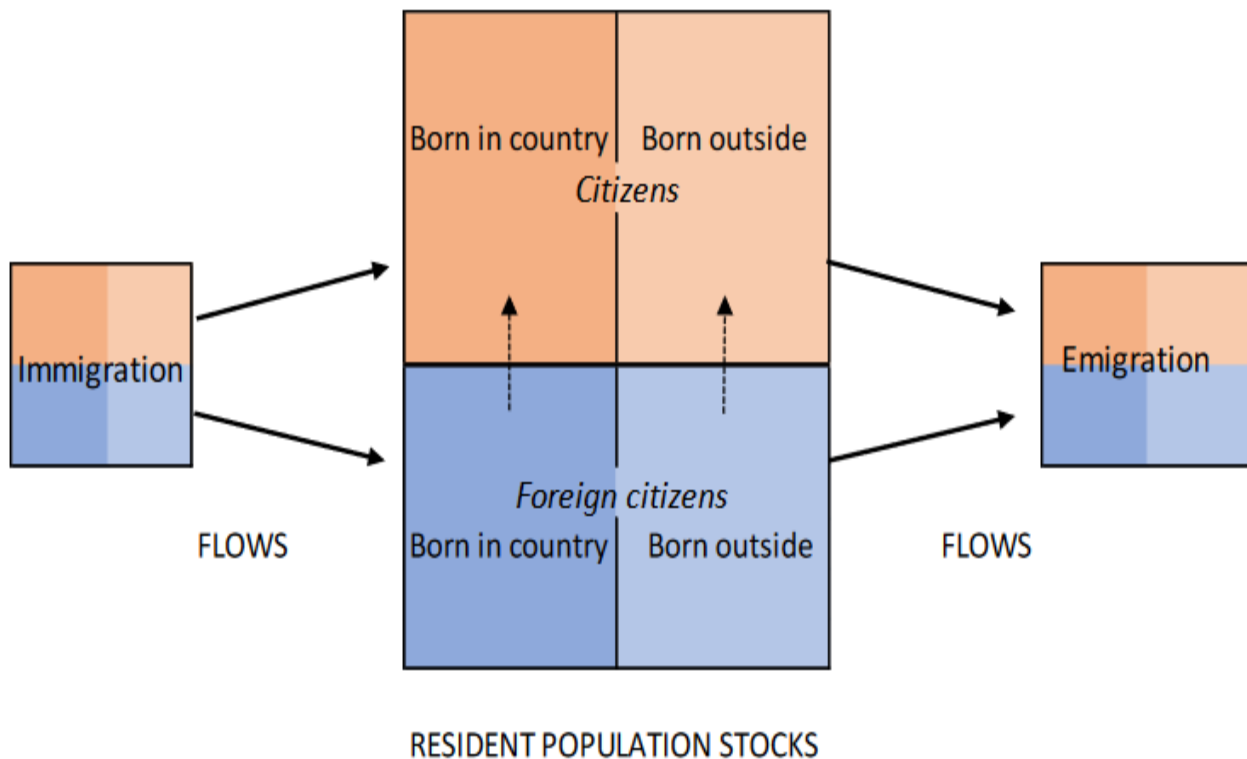 Born in country
Born outside
Citizens
Immigration
Emigration
Foreign citizens
Born in country
Born outside
FLOWS
FLOWS
RESIDENT POPULATION STOCKS